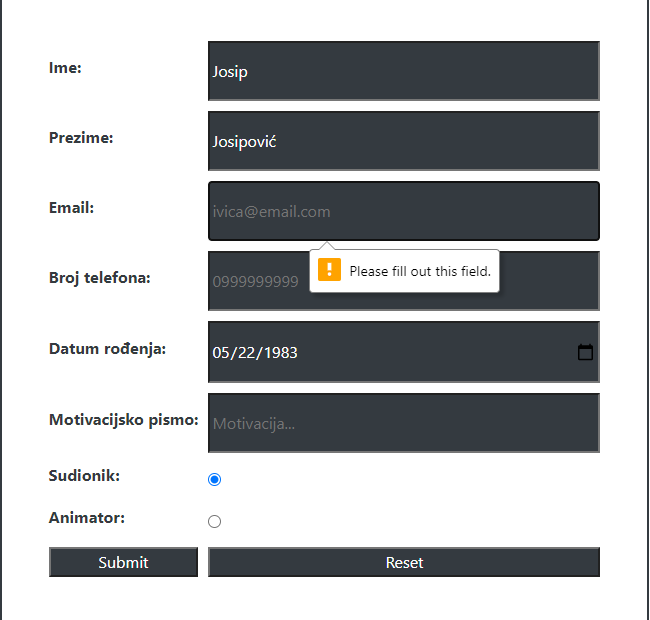 Ime:
Josip
Prezime:
Josipović
Email:
ivica@email.com
Please fill out this field.
Broj telefona:
0999999999
Datum rođenja:
05/22/1983
Motivacijsko pismo:
Motivacija...
Sudionik:
Animator:
Submit
Reset